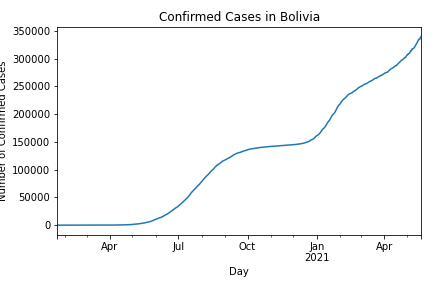 Confirmed Cases in Bolivia
Number of Confirmed Cases
350000
300000
250000
200000
150000
100000
50000
0
Apr Jul Oct Jan Apr
2021
Day